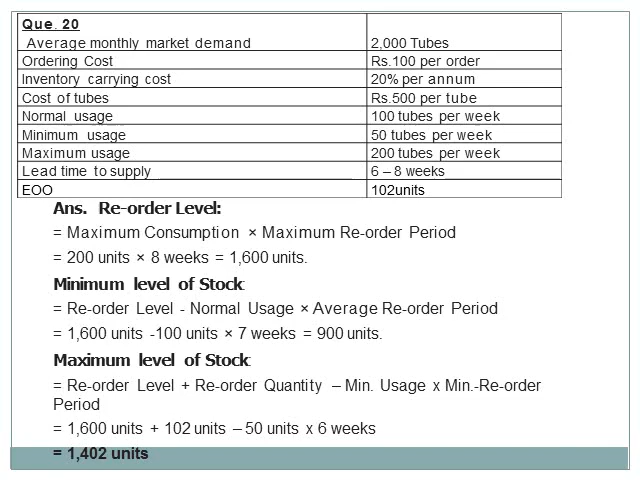 Que. 20
Average monthly market demand 2,000 Tubes
Ordering Cost Rs.100 per order
Inventory carrying cost 20% per annum
Cost of tubes Rs.500 per tube
Normal usage 100 tubes per week
Minimum usage 50 tubes per week
Maximum usage 200 tubes per week
Lead time to supply 6 – 8 weeks
EOO 102units
Ans. Re-order Level:
= Maximum Consumption × Maximum Re-order Period
= 200 units × 8 weeks = 1,600 units.
Minimum level of Stock:
= Re-order Level - Normal Usage × Average Re-order Period
= 1,600 units -100 units × 7 weeks = 900 units.
Maximum level of Stock:
= Re-order Level + Re-order Quantity – Min. Usage x Min.-Re-order
Period
= 1,600 units + 102 units – 50 units x 6 weeks
= 1,402 units